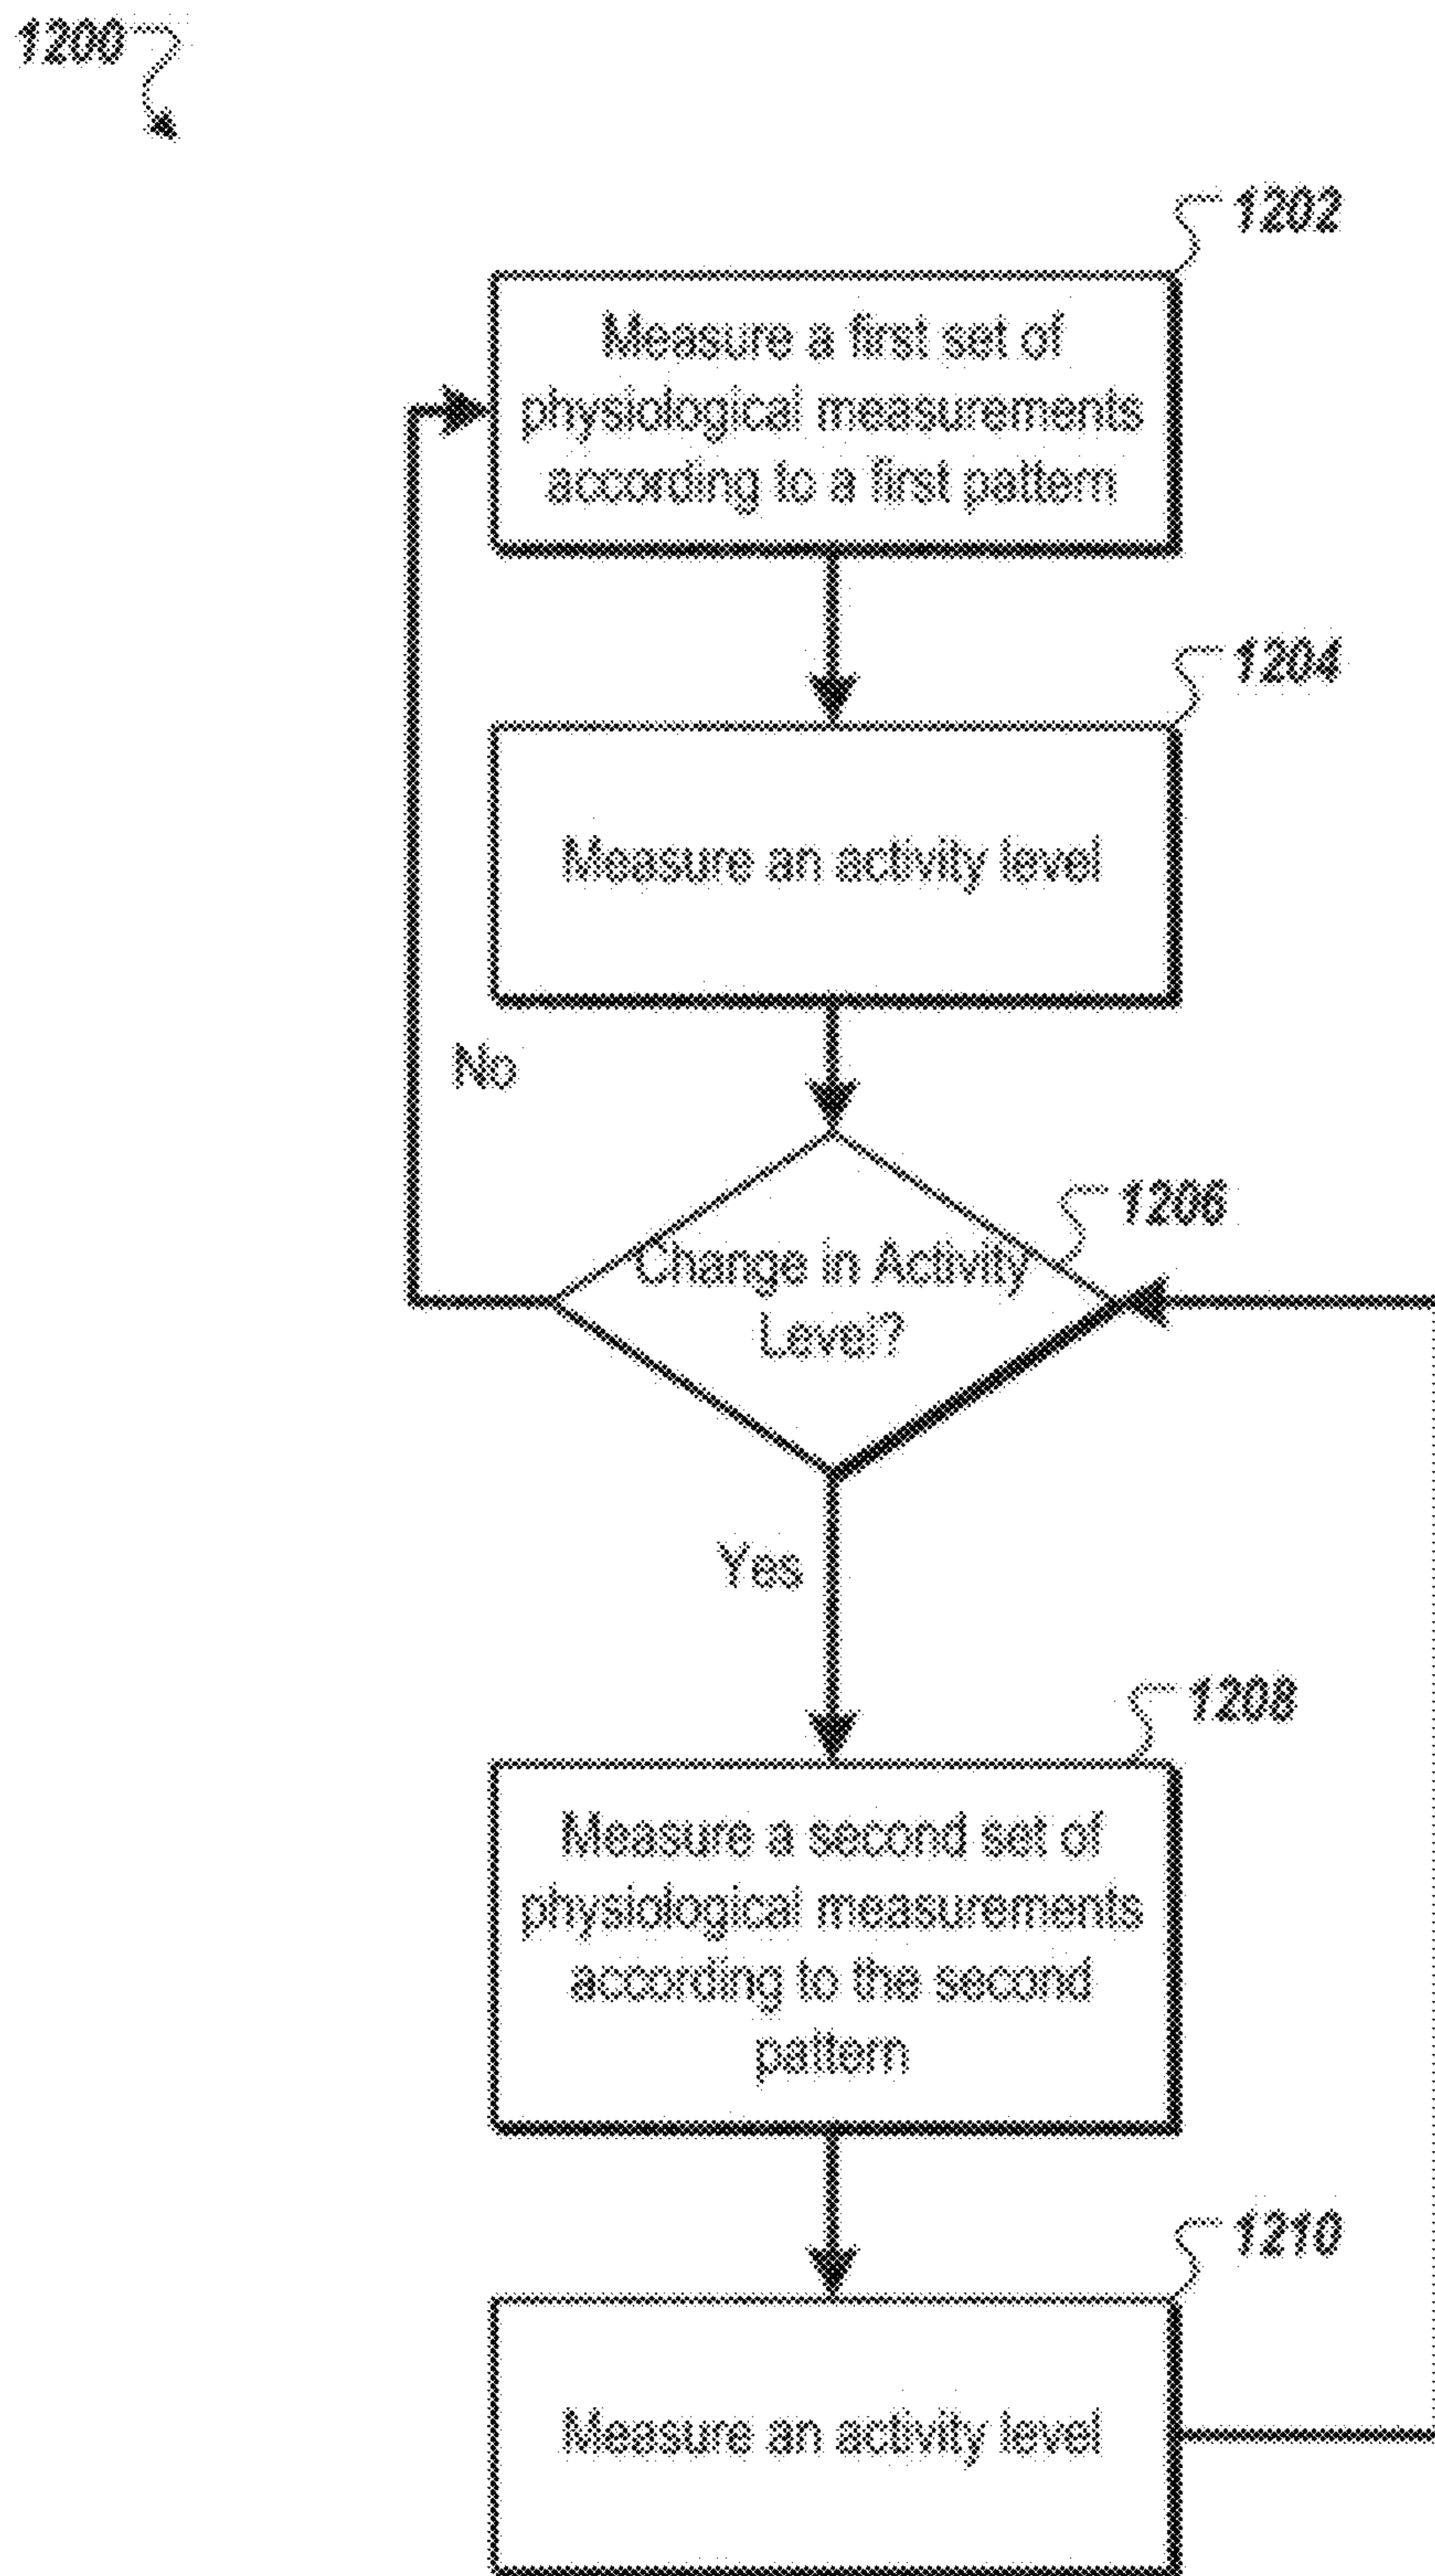 1200
1202
Measure a first set of
physiological measurements
according to a first pattern
1204
Measure an activity level
No
1206
Change in Activity
Level?
Yes
1208
Measure a second set of
physiological measurements
according to the second
pattern
1210
Measure an activity level